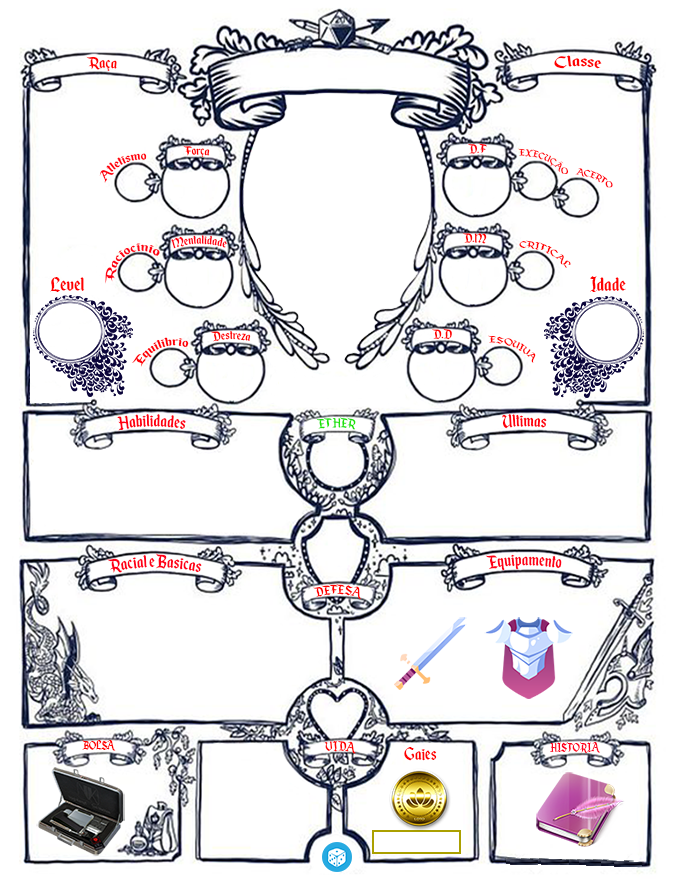 Raça
Classe
Atletismo
Força
D.F
EXECUÇÃO
ACERTO
Raciocinio
Mentalidade
D.M
CRITICAL
Level
Idade
Equilibrio
Destreza
D.D
ESQUIVA
Habilidades
ETHER
Ultimas
Racial e Basicas
DEFESA
Equipamento
BOLSA
VIDA
Gaies
HISTORIA